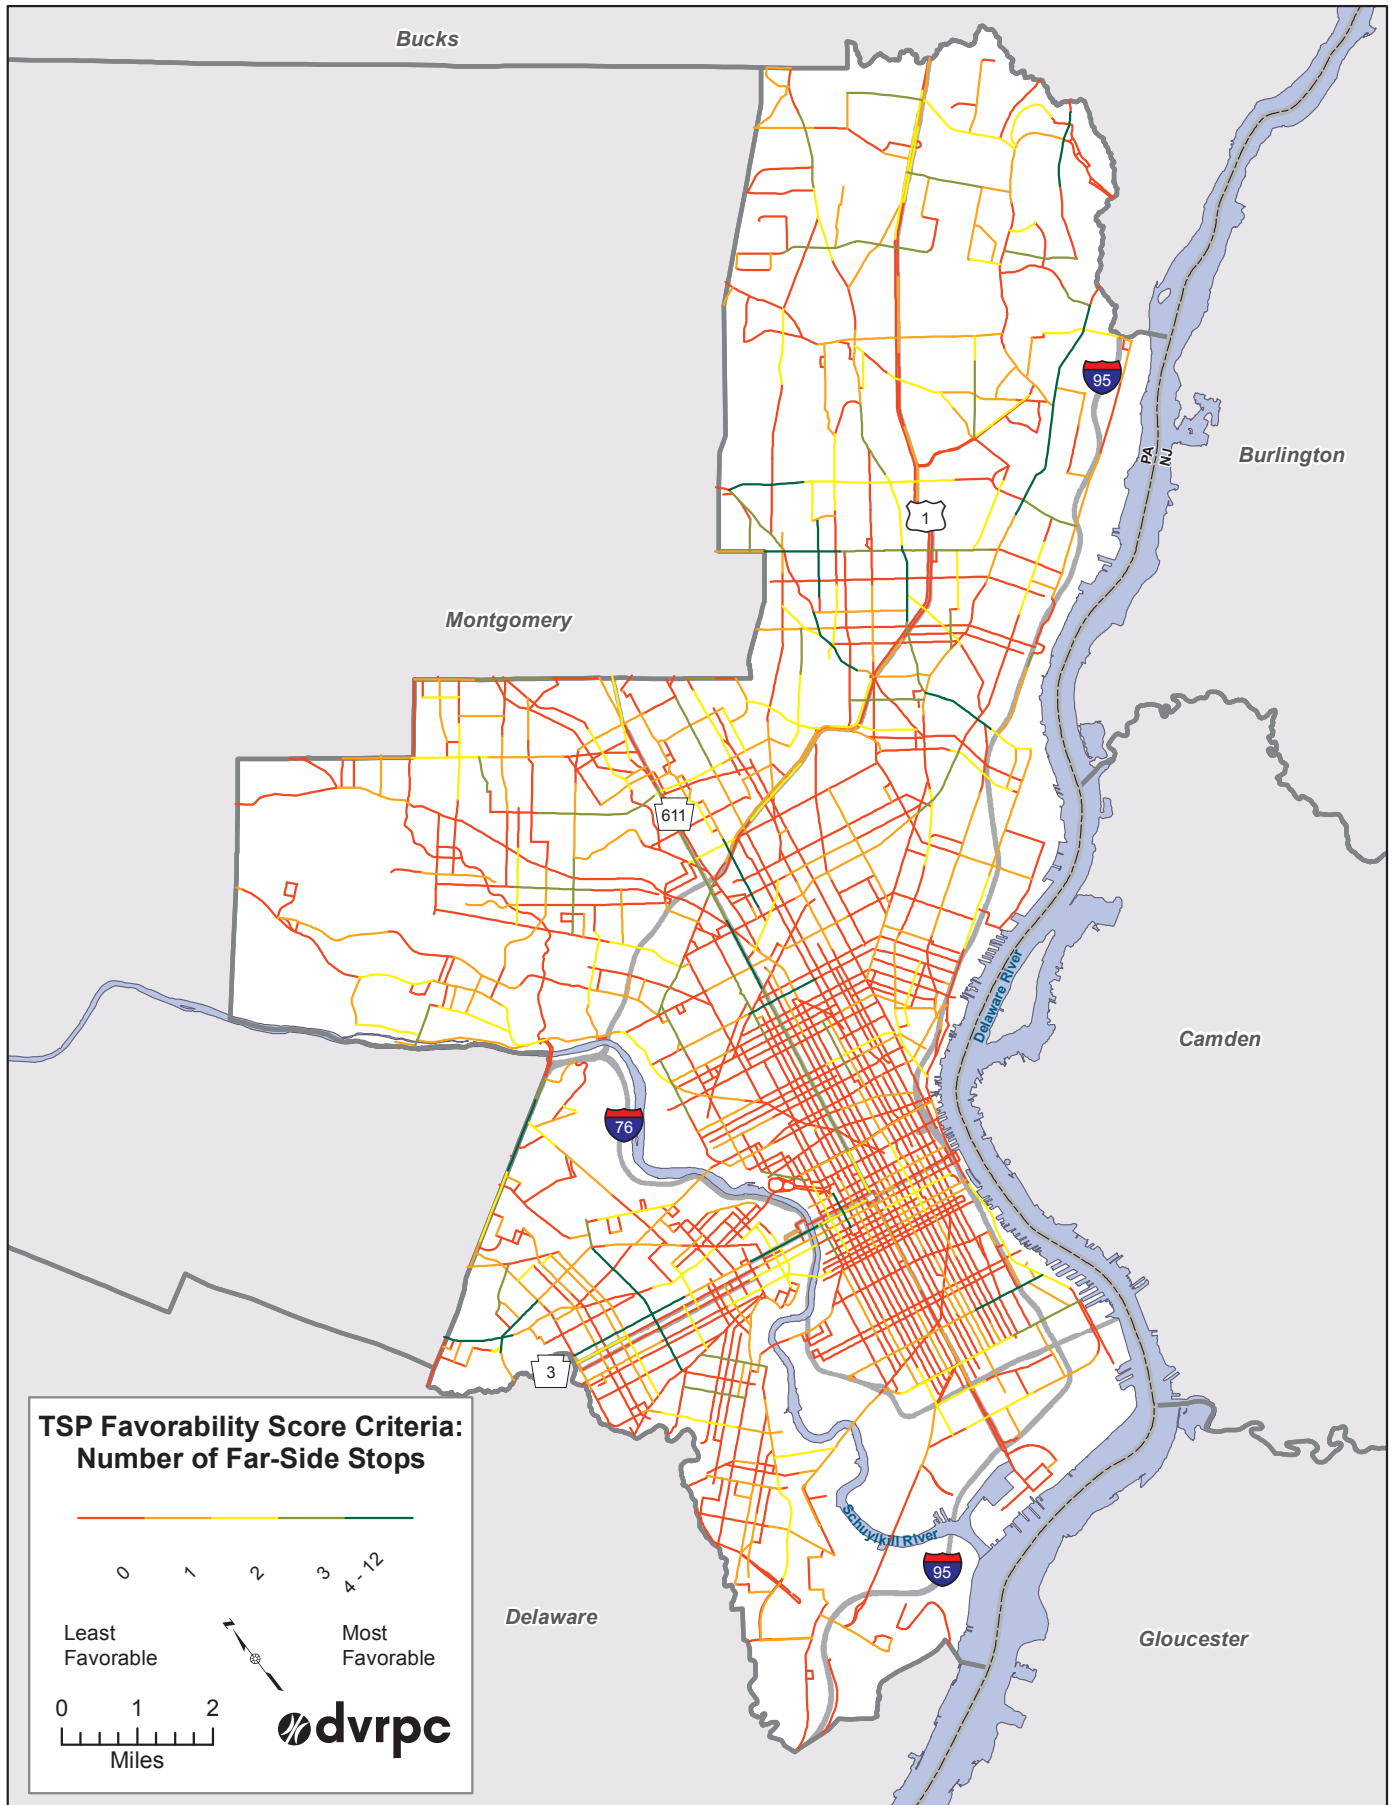 Bucks
95
PA
NJ
Burlington
1
Montgomery
611
Delaware River
Camden
76
3
TSP Favorability Score Criteria:
Number of Far-Side Stops
0
1
2
3
4 - 12
Least
Favorable
Most
Favorable
N
0 1 2
Miles
dvrpc
Schuylkill River
95
Delaware
Gloucester